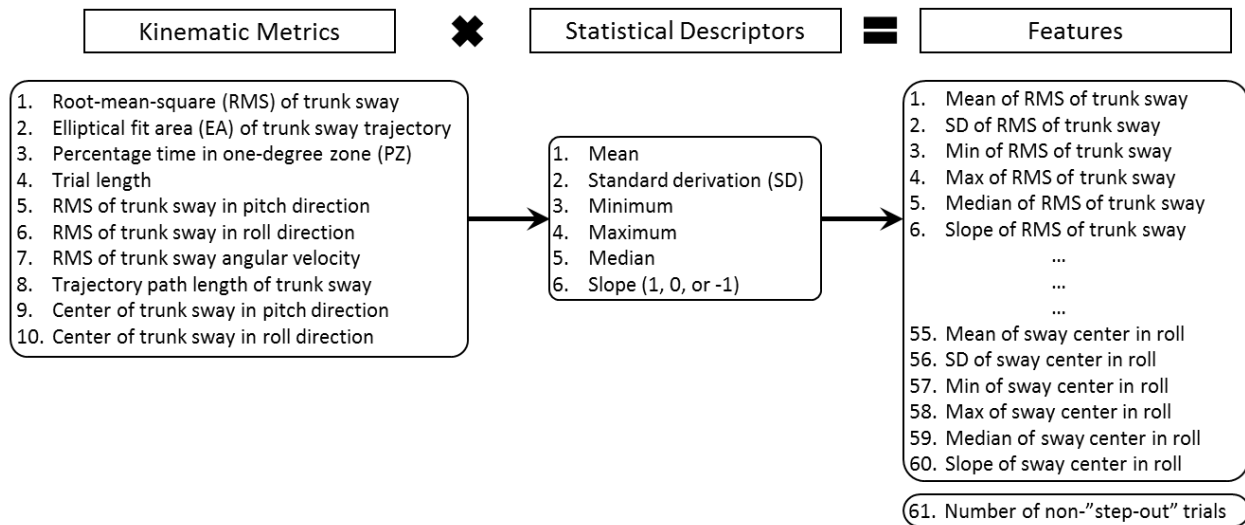 Kinematic Metrics
✖
Statistical Descriptors
=
Features
1. Root-mean-square (RMS) of trunk sway
2. Elliptical fit area (EA) of trunk sway trajectory
3. Percentage time in one-degree zone (PZ)
4. Trial length
5. RMS of trunk sway in pitch direction
6. RMS of trunk sway in roll direction
7. RMS of trunk sway angular velocity
8. Trajectory path length of trunk sway
9. Center of trunk sway in pitch direction
10. Center of trunk sway in roll direction
1. Mean
2. Standard derivation (SD)
3. Minimum
4. Maximum
5. Median
6. Slope (1, 0, or -1)
1. Mean of RMS of trunk sway
2. SD of RMS of trunk sway
3. Min of RMS of trunk sway
4. Max of RMS of trunk sway
5. Median of RMS of trunk sway
6. Slope of RMS of trunk sway
...
...
...
55. Mean of sway center in roll
56. SD of sway center in roll
57. Min of sway center in roll
58. Max of sway center in roll
59. Median of sway center in roll
60. Slope of sway center in roll
61. Number of non-”step-out” trials